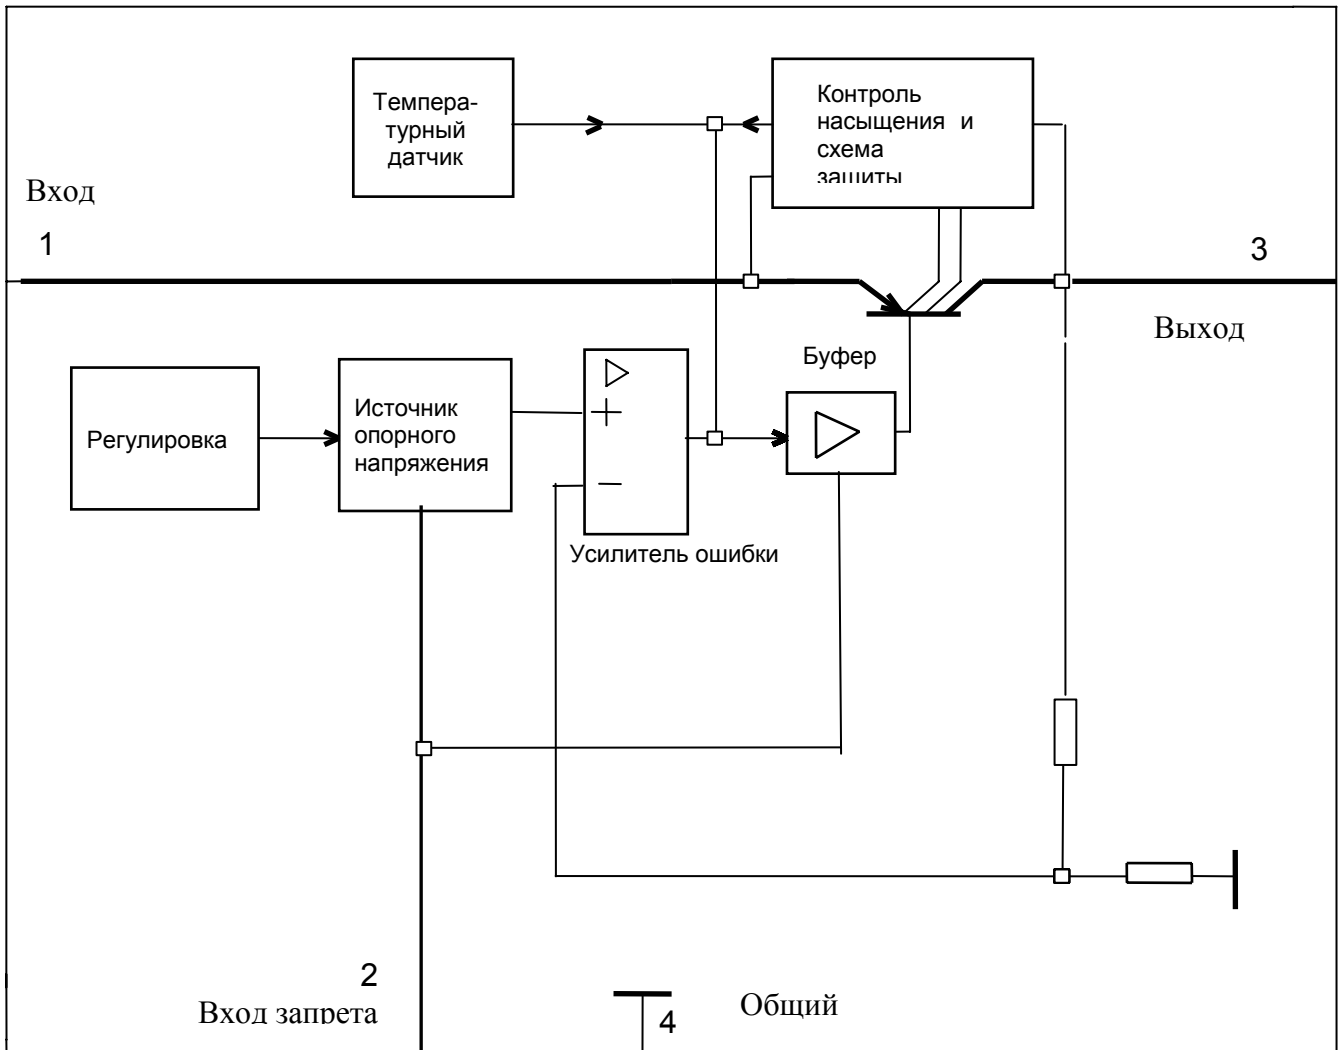 Темпера-
турный
датчик
Контроль
насыщения и
схема
защиты
Вход
1
3
Выход
Буфер
Регулировка
Источник
опорного
напряжения
+
−
Усилитель ошибки
2
Вход запрета
4
Общий